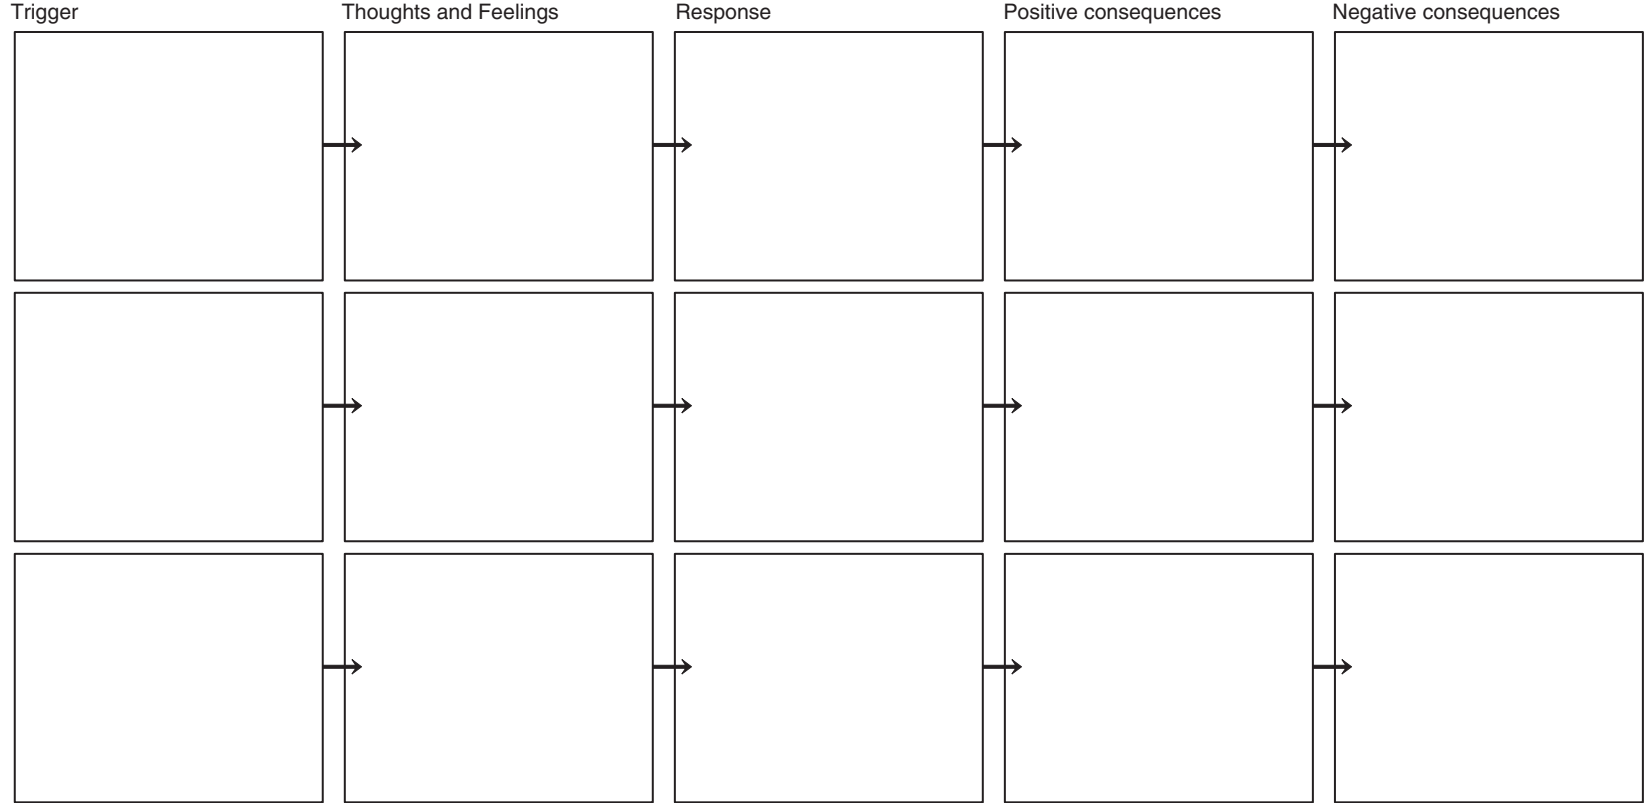 Trigger
Thoughts and Feelings
Response
Positive consequences
Negative consequences